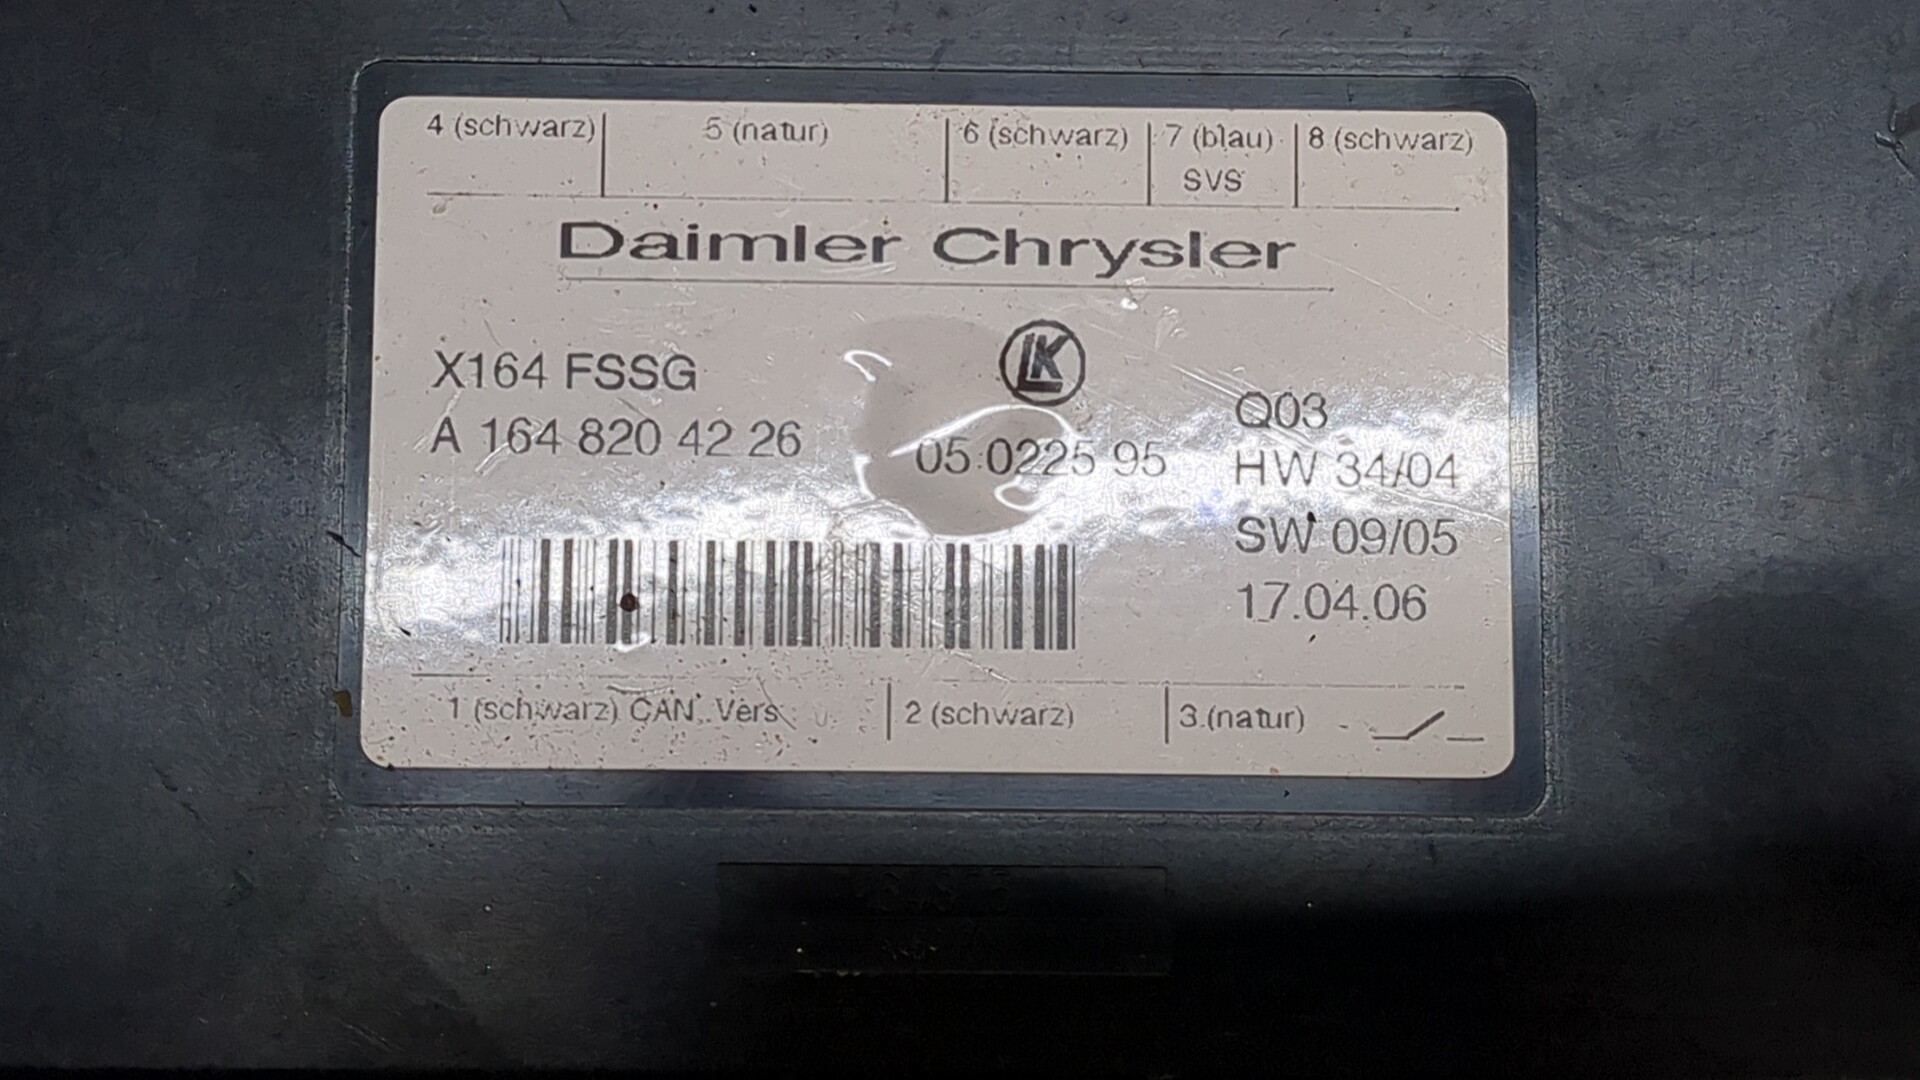 4 (schwarz) 5 (natur) 6 (schwarz) 7 (blau) 8 (schwarz)
SVS
Daimler Chrysler
LK
X164 FSSG
A 164 820 42 26
05.0225 95
Q03
HW 34/04
SW 09/05
17.04.06
1 (schwarz) CAN, Vers. 2 (schwarz) 3 (natur)